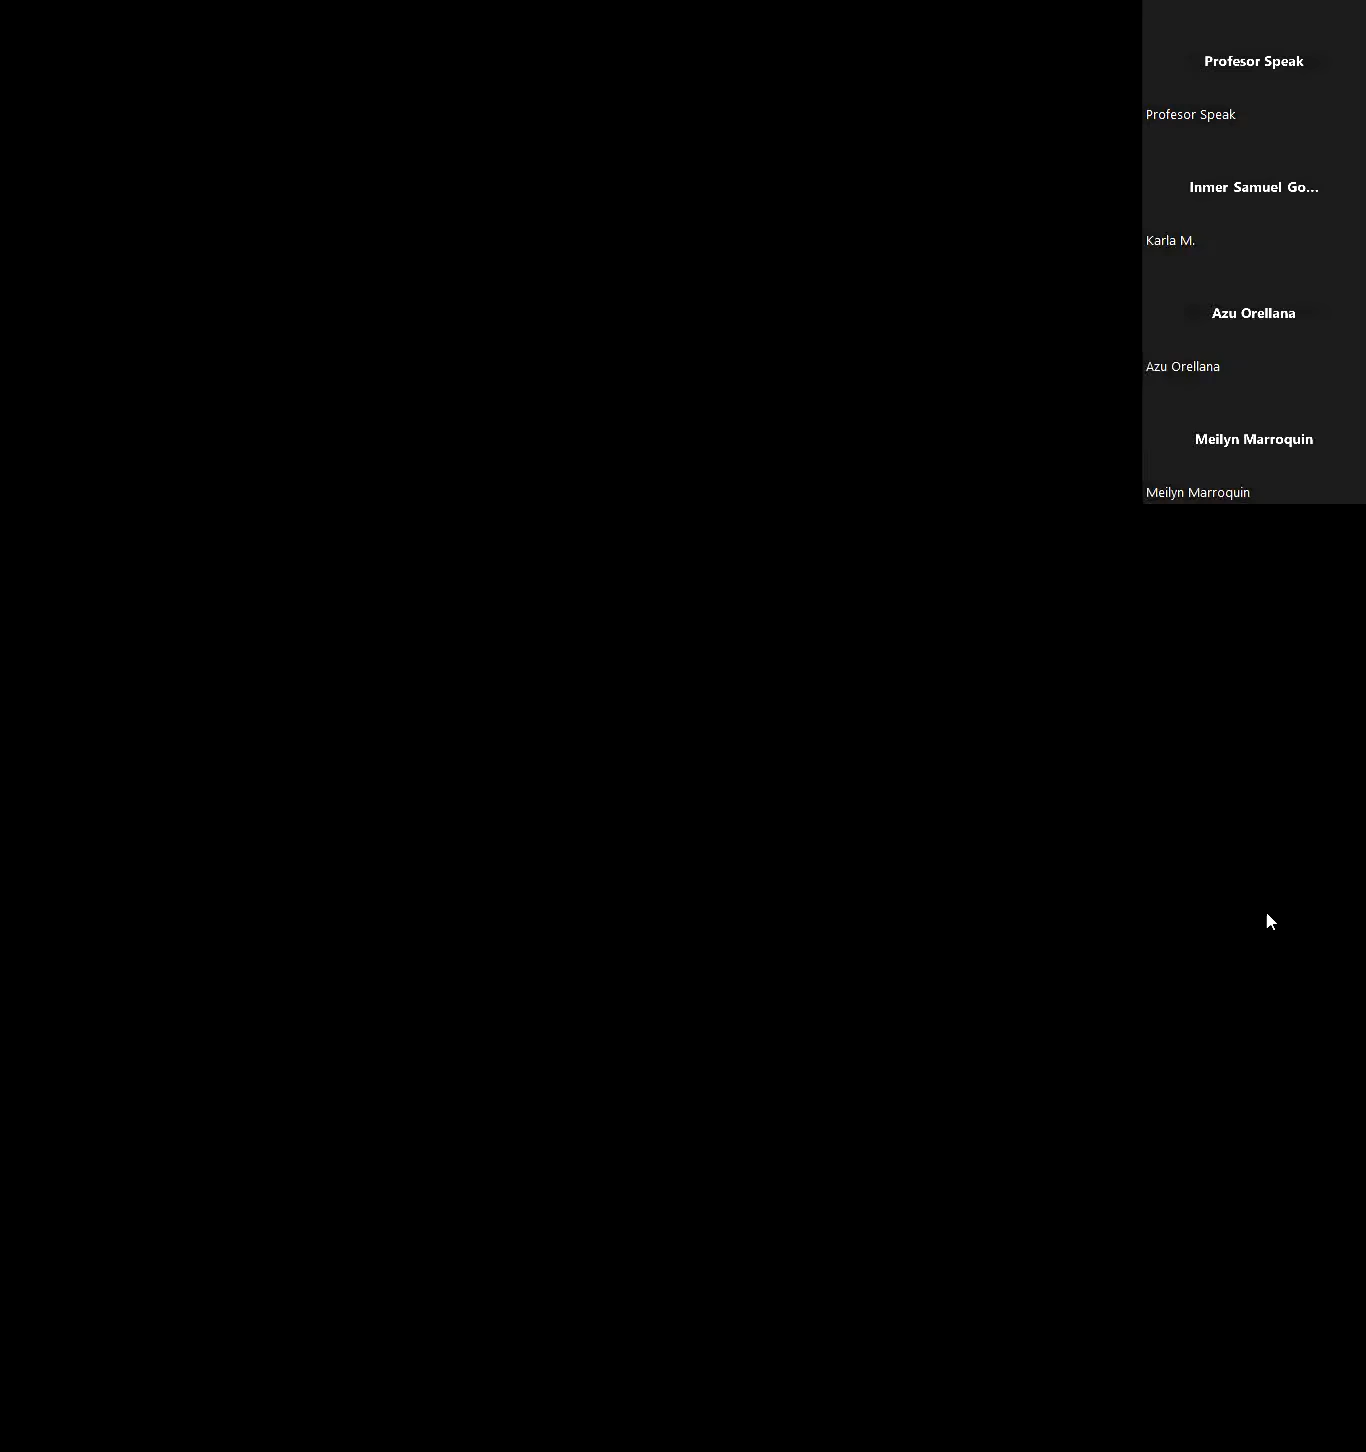 Profesor Speak
Profesor Speak
Inmer Samuel Go...
Karla M.
Azu Orellana
Azu Orellana
Meilyn Marroquin
Meilyn Marroquin